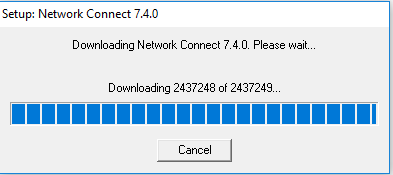 Setup: Network Connect 7.4.0
Downloading Network Connect 7.4.0. Please wait...
Downloading 2437248 of 2437249...
Cancel